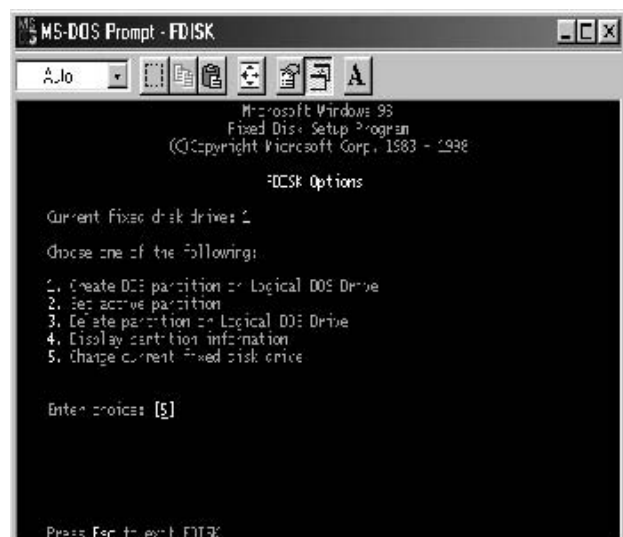 MS-DOS Prompt - FDISK
Auto
A
Microsoft Windows 98
Fixed Disk Setup Program
(C)Copyright Microsoft Corp. 1983 - 1998
FDISK Options
Current fixed disk drive: 1
Choose one of the following:
1. Create DOS partition or Logical DOS Drive
2. Set active partition
3. Delete partition or Logical DOS Drive
4. Display partition information
5. Change current fixed disk drive
Enter choice: [5]
Press Esc to exit FDISK